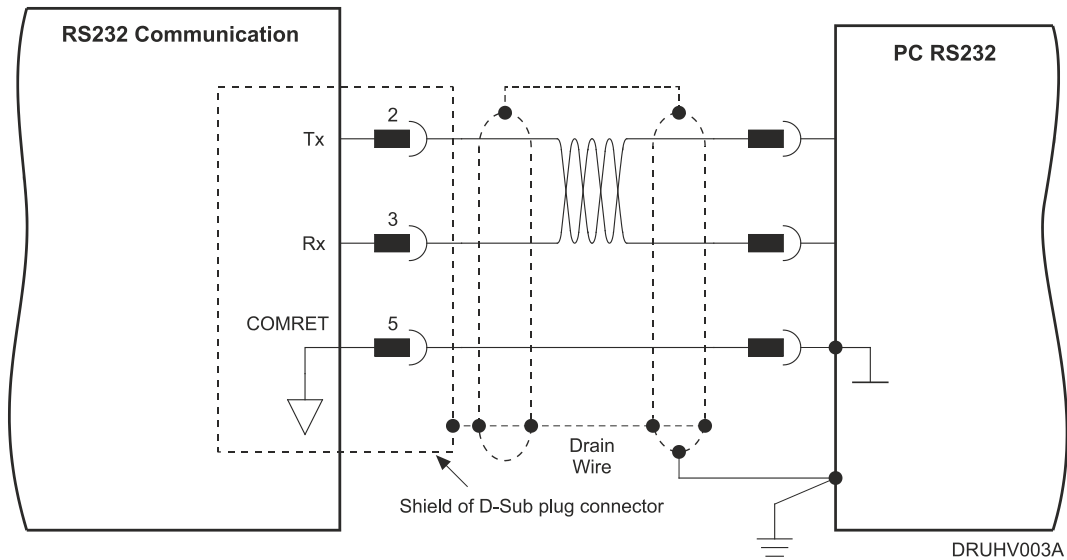 RS232 Communication
PC RS232
2
Tx
3
Rx
5
COMRET
Drain
Wire
Shield of D-Sub plug connector
DRUHV003A